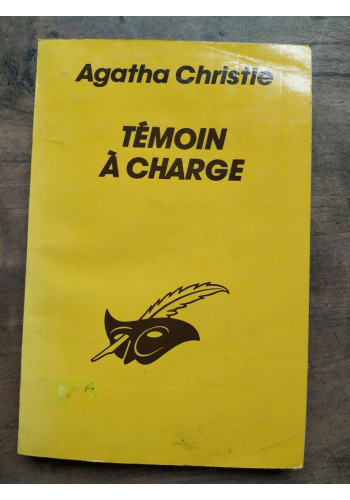 Agatha Christie
TÉMOIN
À CHARGE